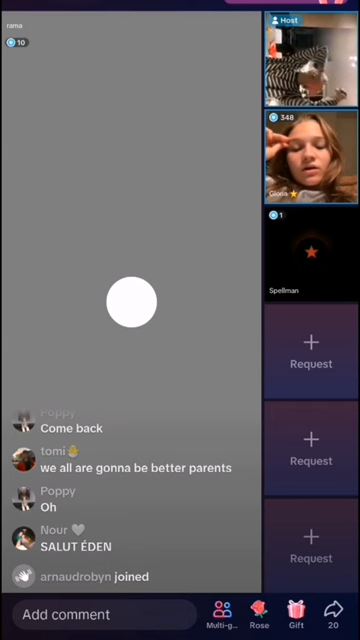 rama
10
Host
348
Gloria
1
Spellman
Request
Request
Request
Poppy
Come back
tomi
we all are gonna be better parents
Poppy
Oh
Nour
SALUT ÉDEN
arnaudrobyn joined
Add comment
Multi-g...
Rose
Gift
20